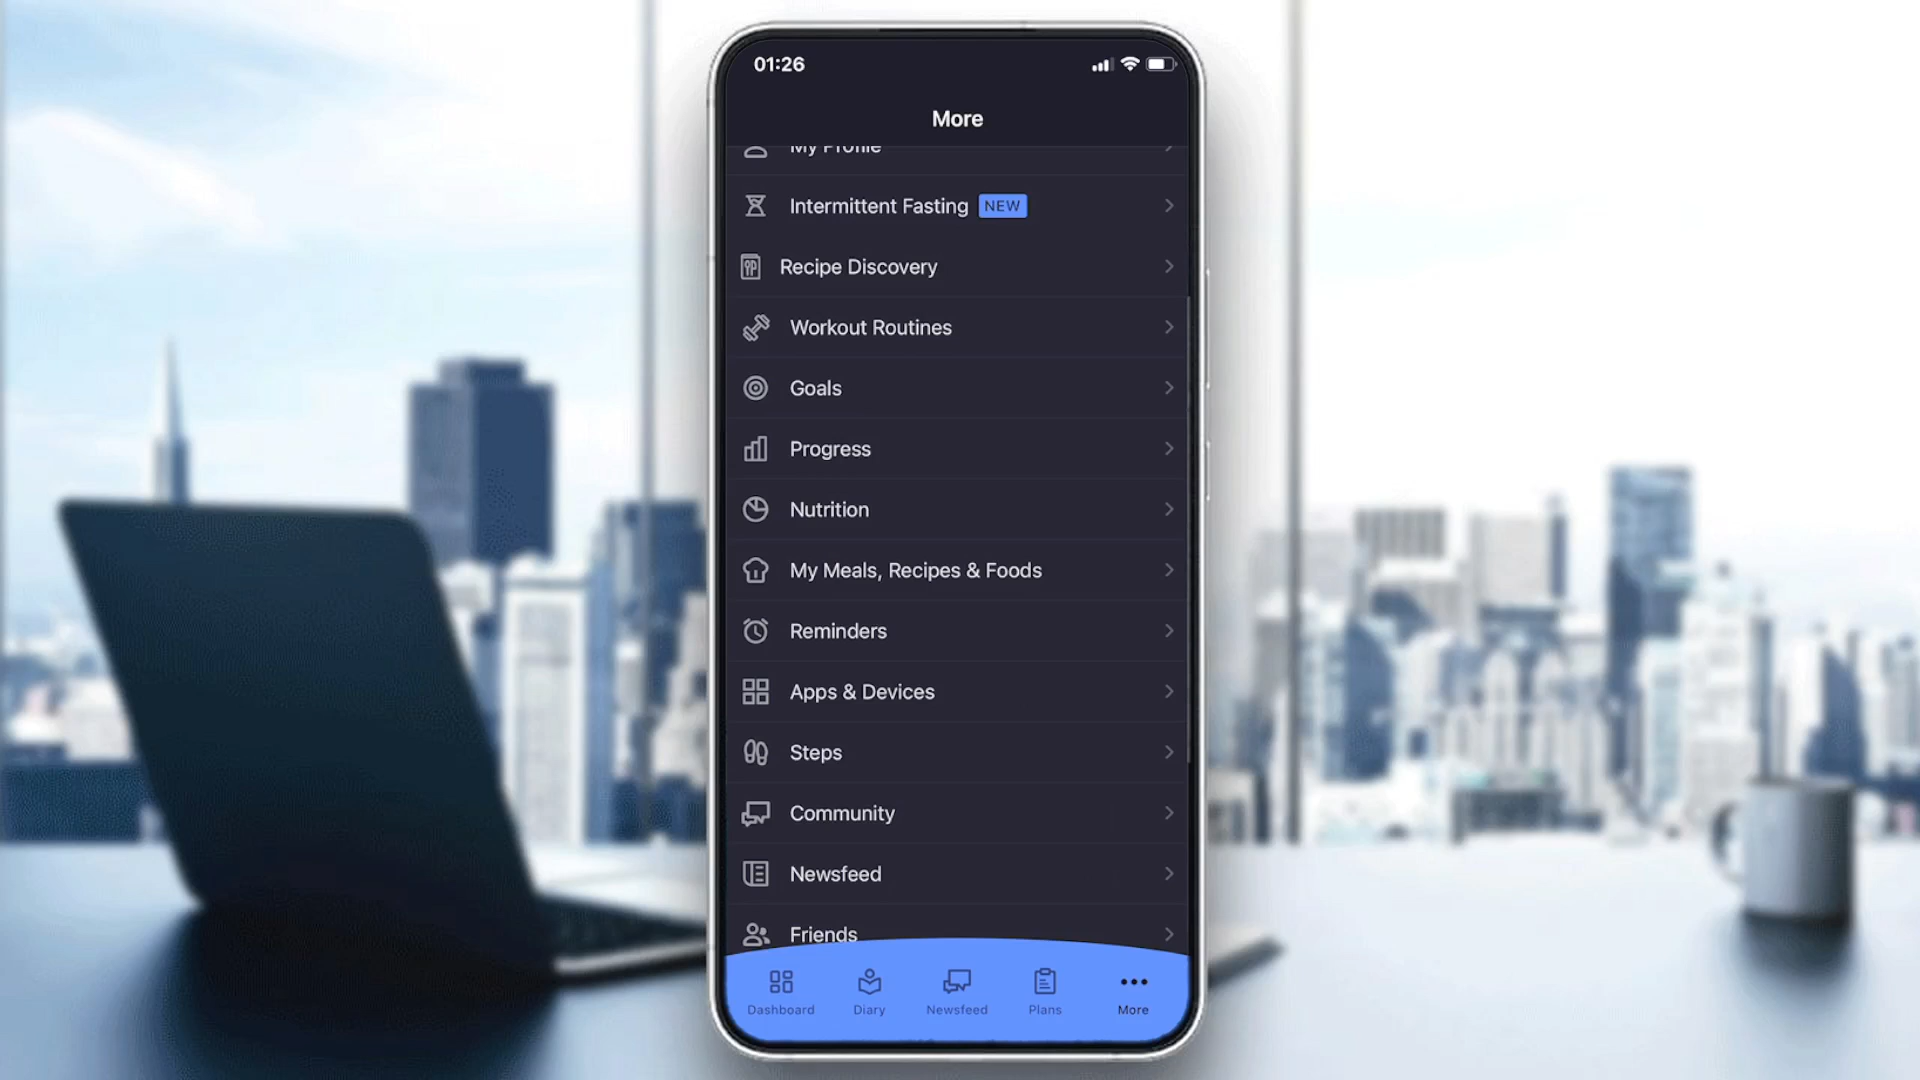 01:26
More
My Profile
Intermittent Fasting NEW
Recipe Discovery
Workout Routines
Goals
Progress
Nutrition
My Meals, Recipes & Foods
Reminders
Apps & Devices
Steps
Community
Newsfeed
Friends
Dashboard Diary Newsfeed Plans More